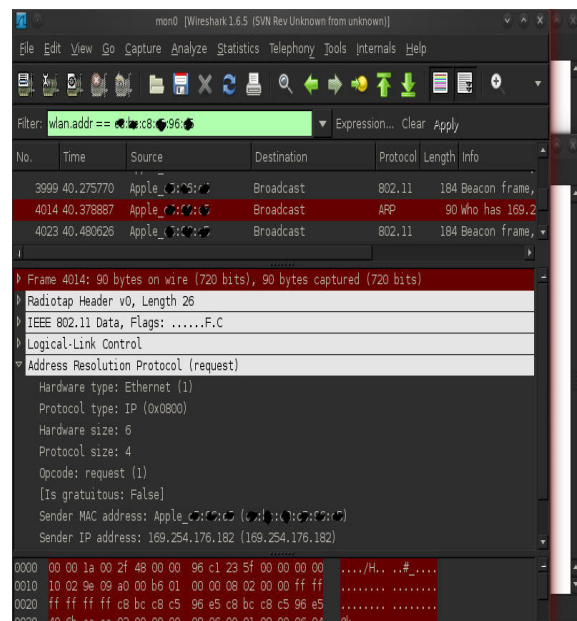 mon0 [Wireshark 1.6.5 (SVN Rev Unknown from unknown)]
File Edit View Go Capture Analyze Statistics Telephony Tools Internals Help
Filter: wlan.addr == :c8: :96: Expression... Clear Apply
No. Time Source Destination Protocol Length Info
3999 40.275770 Apple_ Broadcast 802.11 184 Beacon frame,
4014 40.378887 Apple_ Broadcast ARP 90 Who has 169.2
4023 40.480626 Apple_ Broadcast 802.11 184 Beacon frame,
Frame 4014: 90 bytes on wire (720 bits), 90 bytes captured (720 bits)
Radiotap Header v0, Length 26
IEEE 802.11 Data, Flags: ......F.C
Logical-Link Control
Address Resolution Protocol (request)
Hardware type: Ethernet (1)
Protocol type: IP (0x0800)
Hardware size: 6
Protocol size: 4
Opcode: request (1)
[Is gratuitous: False]
Sender MAC address: Apple_
Sender IP address: 169.254.176.182 (169.254.176.182)
0000 00 00 1a 00 2f 48 00 00 96 c1 23 5f 00 00 00 00 ..../H.. ..#_....
0010 10 02 9e 09 a0 00 b6 01 00 00 08 02 00 00 ff ff ........ ........
0020 ff ff ff ff c8 bc c8 c5 96 e5 c8 bc c8 c5 96 e5 ........ ........